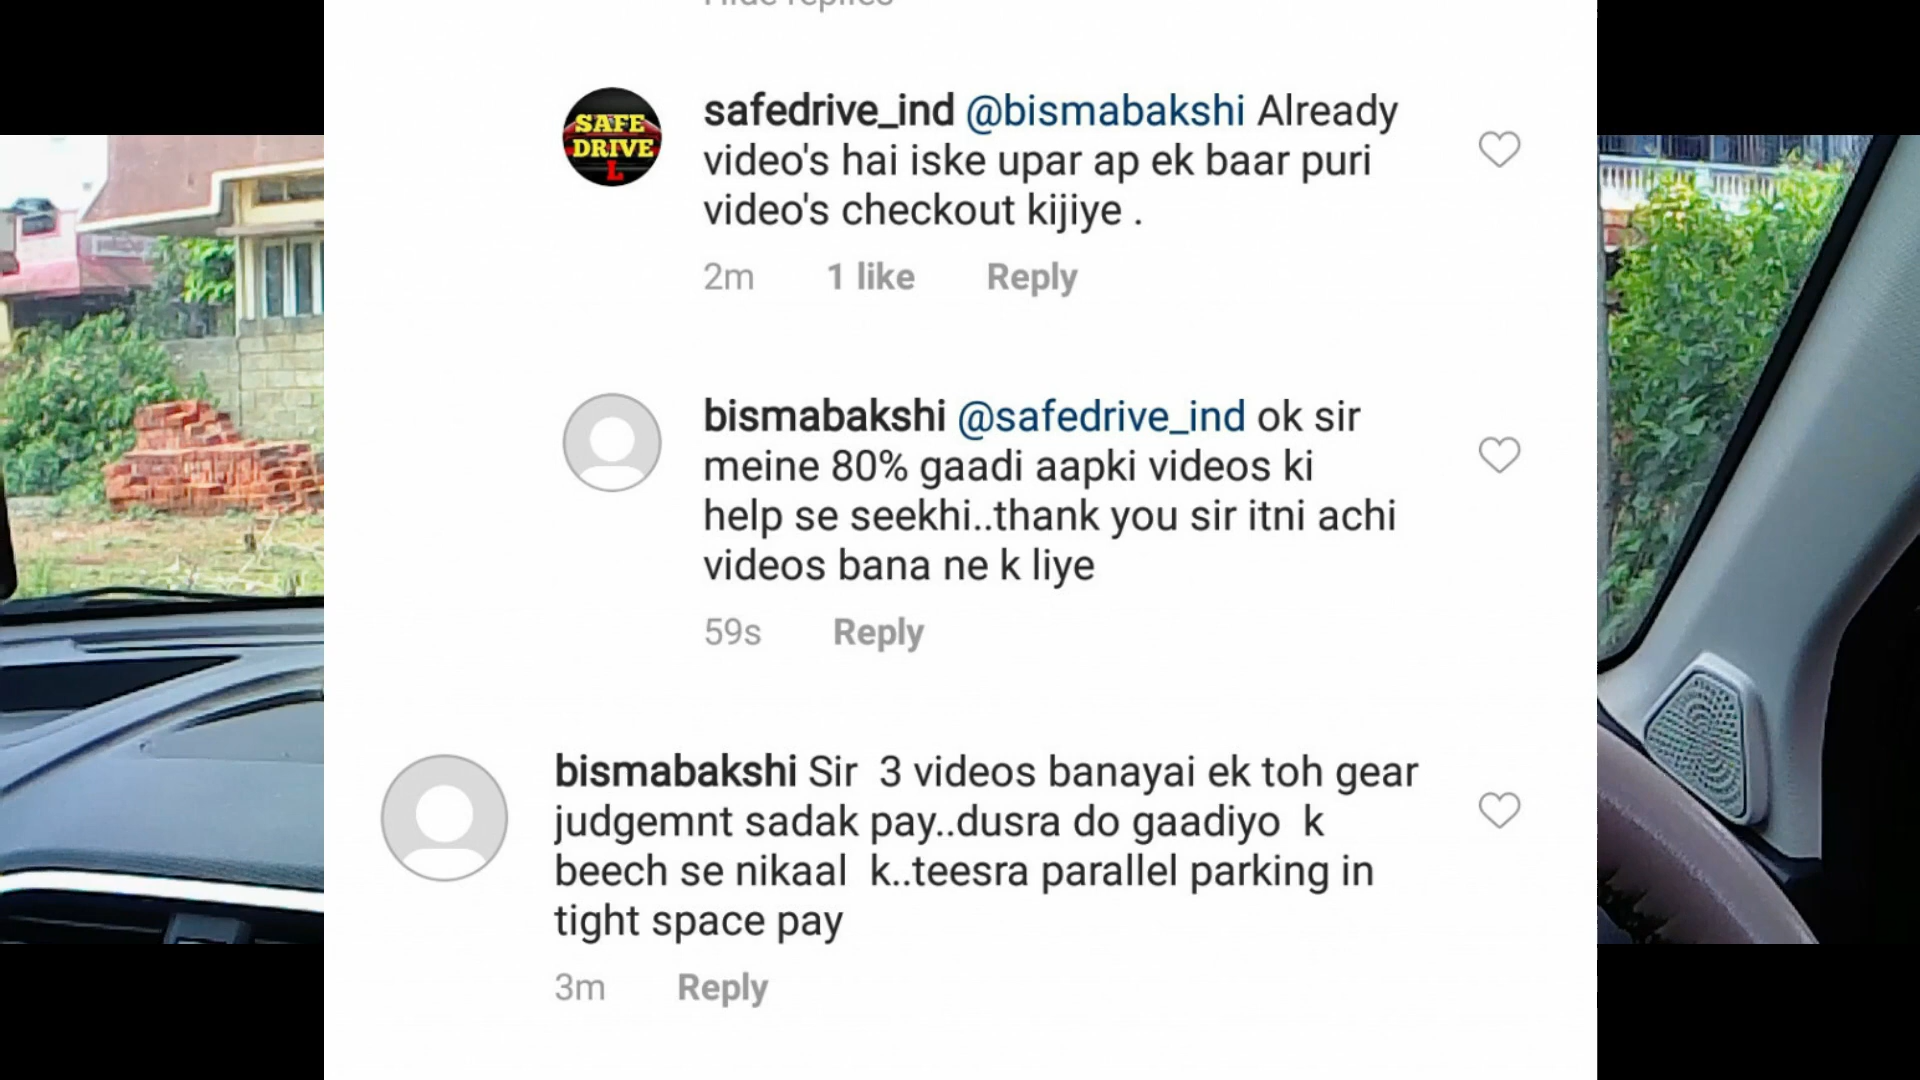 Hide replies
SAFE
DRIVE
L
safedrive_ind @bismabakshi Already
video's hai iske upar ap ek baar puri
video's checkout kijiye .
2m 1 like Reply
bismabakshi @safedrive_ind ok sir
meine 80% gaadi aapki videos ki
help se seekhi..thank you sir itni achi
videos bana ne k liye
59s Reply
bismabakshi Sir 3 videos banayai ek toh gear
judgemnt sadak pay..dusra do gaadiyo k
beech se nikaal k..teesra parallel parking in
tight space pay
3m Reply